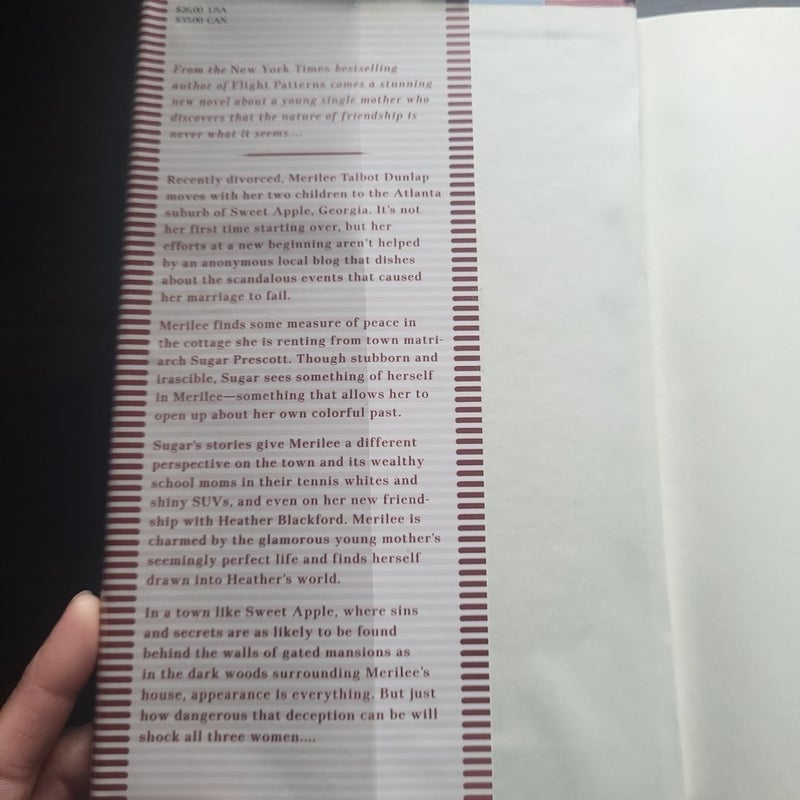 $26.00 USA
$35.00 CAN
From the New York Times bestselling
author of Flight Patterns comes a stunning
new novel about a young single mother who
discovers that the nature of friendship is
never what it seems....
Recently divorced, Merilee Talbot Dunlap
moves with her two children to the Atlanta
suburb of Sweet Apple, Georgia. It's not
her first time starting over, but her
efforts at a new beginning aren't helped
by an anonymous local blog that dishes
about the scandalous events that caused
her marriage to fail.
Merilee finds some measure of peace in
the cottage she is renting from town matri-
arch Sugar Prescott. Though stubborn and
irascible, Sugar sees something of herself
in Merilee—something that allows her to
open up about her own colorful past.
Sugar's stories give Merilee a different
perspective on the town and its wealthy
school moms in their tennis whites and
shiny SUVs, and even on her new friend-
ship with Heather Blackford. Merilee is
charmed by the glamorous young mother's
seemingly perfect life and finds herself
drawn into Heather's world.
In a town like Sweet Apple, where sins
and secrets are as likely to be found
behind the walls of gated mansions as
in the dark woods surrounding Merilee's
house, appearance is everything. But just
how dangerous that deception can be will
shock all three women....